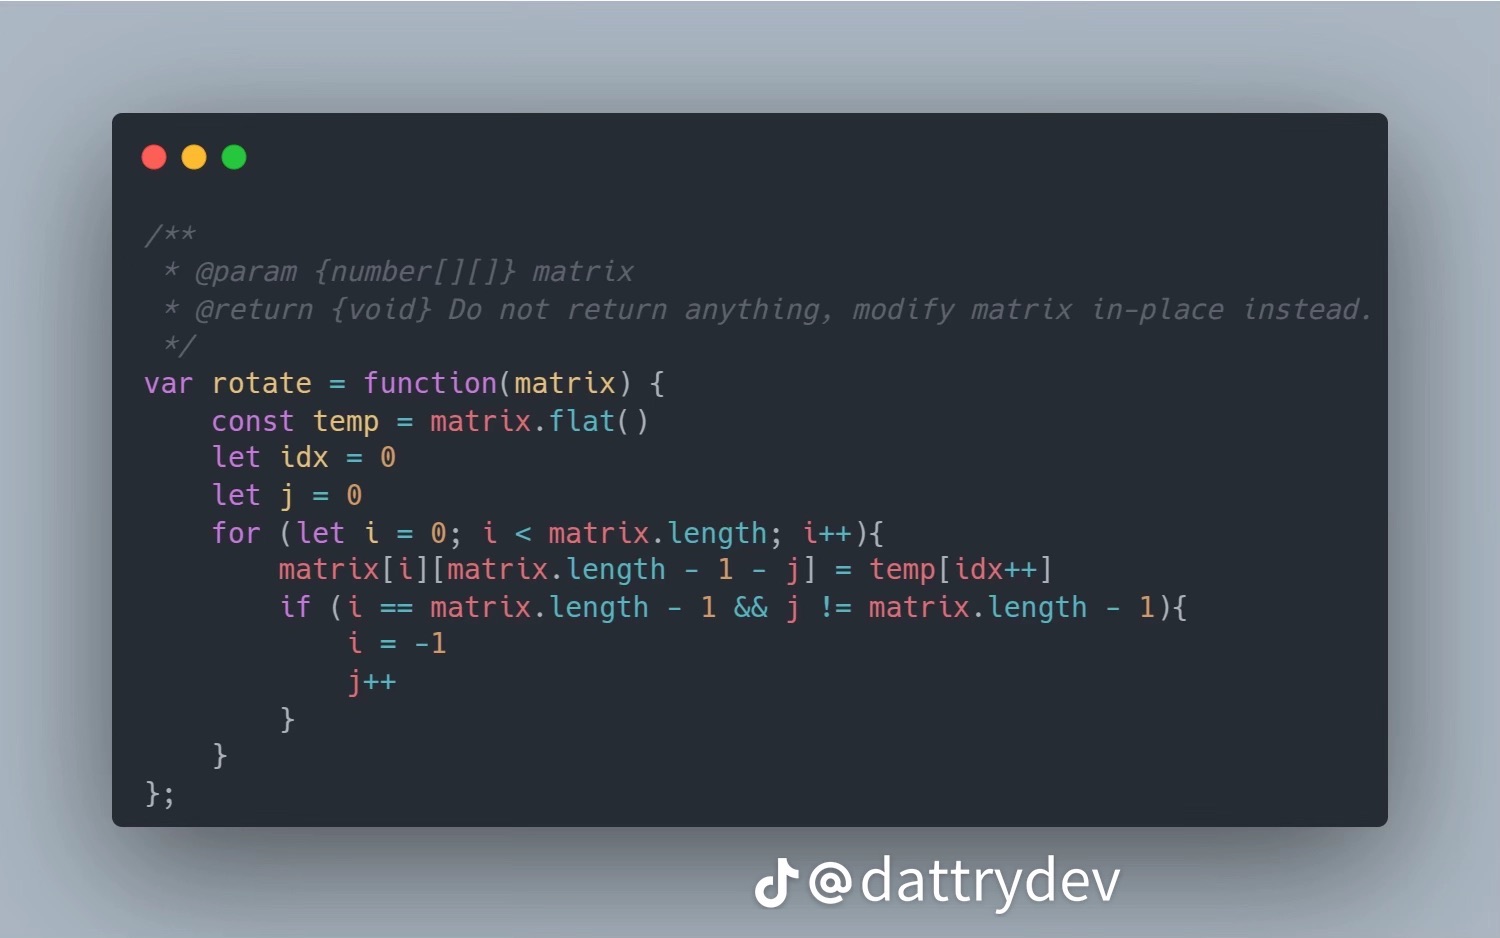 /**
 * @param {number[][]} matrix
 * @return {void} Do not return anything, modify matrix in-place instead.
 */
var rotate = function(matrix) {
    const temp = matrix.flat()
    let idx = 0
    let j = 0
    for (let i = 0; i < matrix.length; i++){
        matrix[i][matrix.length - 1 - j] = temp[idx++]
        if (i == matrix.length - 1 && j != matrix.length - 1){
            i = -1
            j++
        }
    }
};
@dattrydev